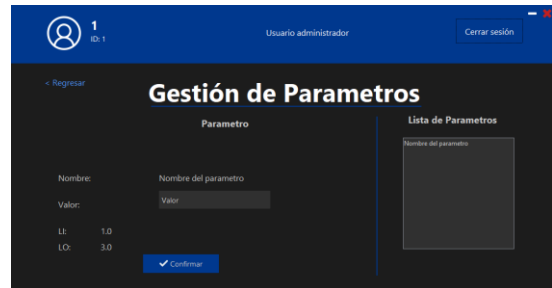 1
ID: 1
Usuario administrador
Cerrar sesión
< Regresar
Gestión de Parametros
Parametro
Nombre: Nombre del parametro
Valor: Valor
LI: 1.0
LO: 3.0
Confirmar
Lista de Parametros
Nombre del parametro